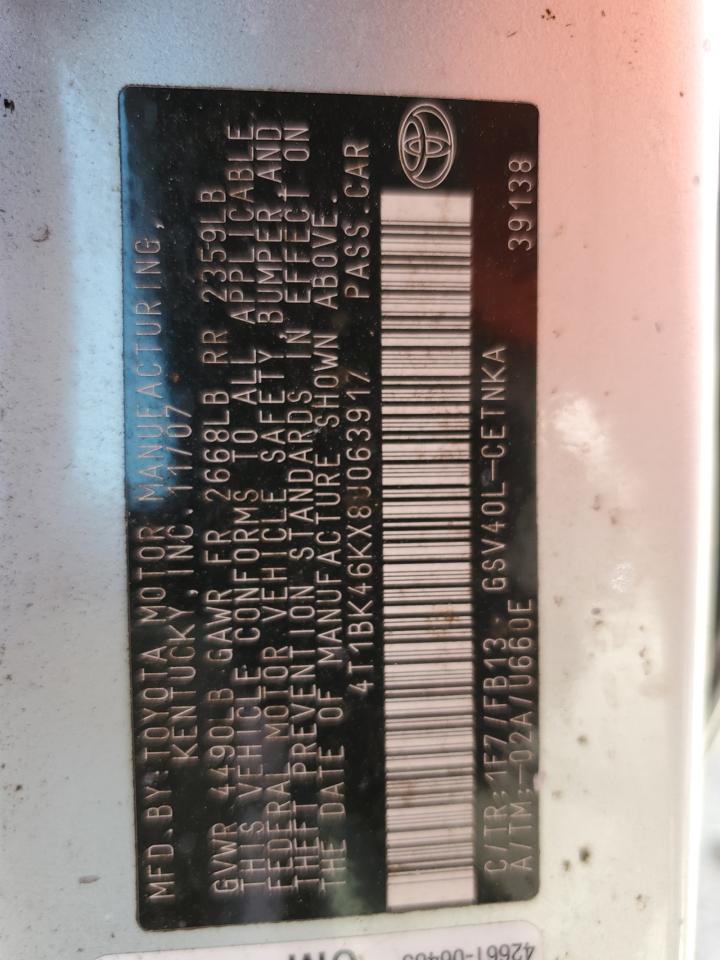 MFD.BY:TOYOTA MOTOR MANUFACTURING,
KENTUCKY, INC. 11/07
GVWR 4490LB GAWR FR 2668LB RR 2359LB
THIS VEHICLE CONFORMS TO ALL APPLICABLE
FEDERAL MOTOR VEHICLE SAFETY BUMPER AND
THEFT PREVENTION STANDARDS IN EFFECT ON
THE DATE OF MANUFACTURE SHOWN ABOVE.
4T1BK46KX8J063917 PASS.CAR
C/TR:1F7/FB13 GSV40L-CETNKA 39138
A/TM:-02A/U660E